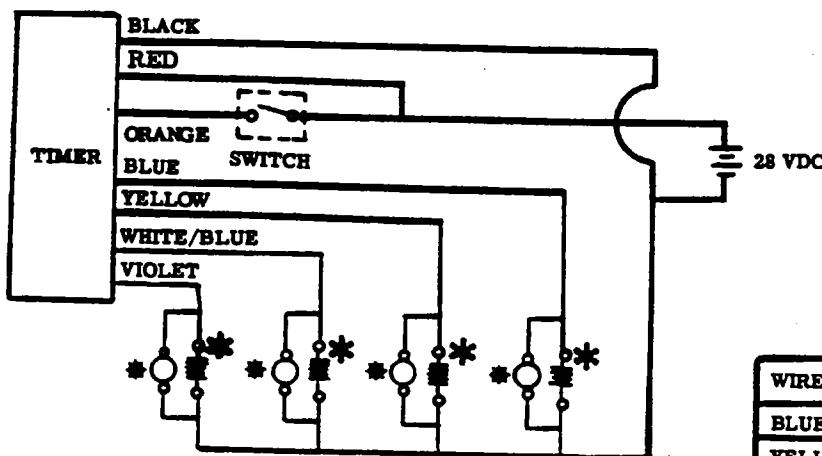 BLACK
RED
ORANGE
SWITCH
TIMER
BLUE
28 VDC
YELLOW
WHITE/BLUE
VIOLET
WIRE
BLUE